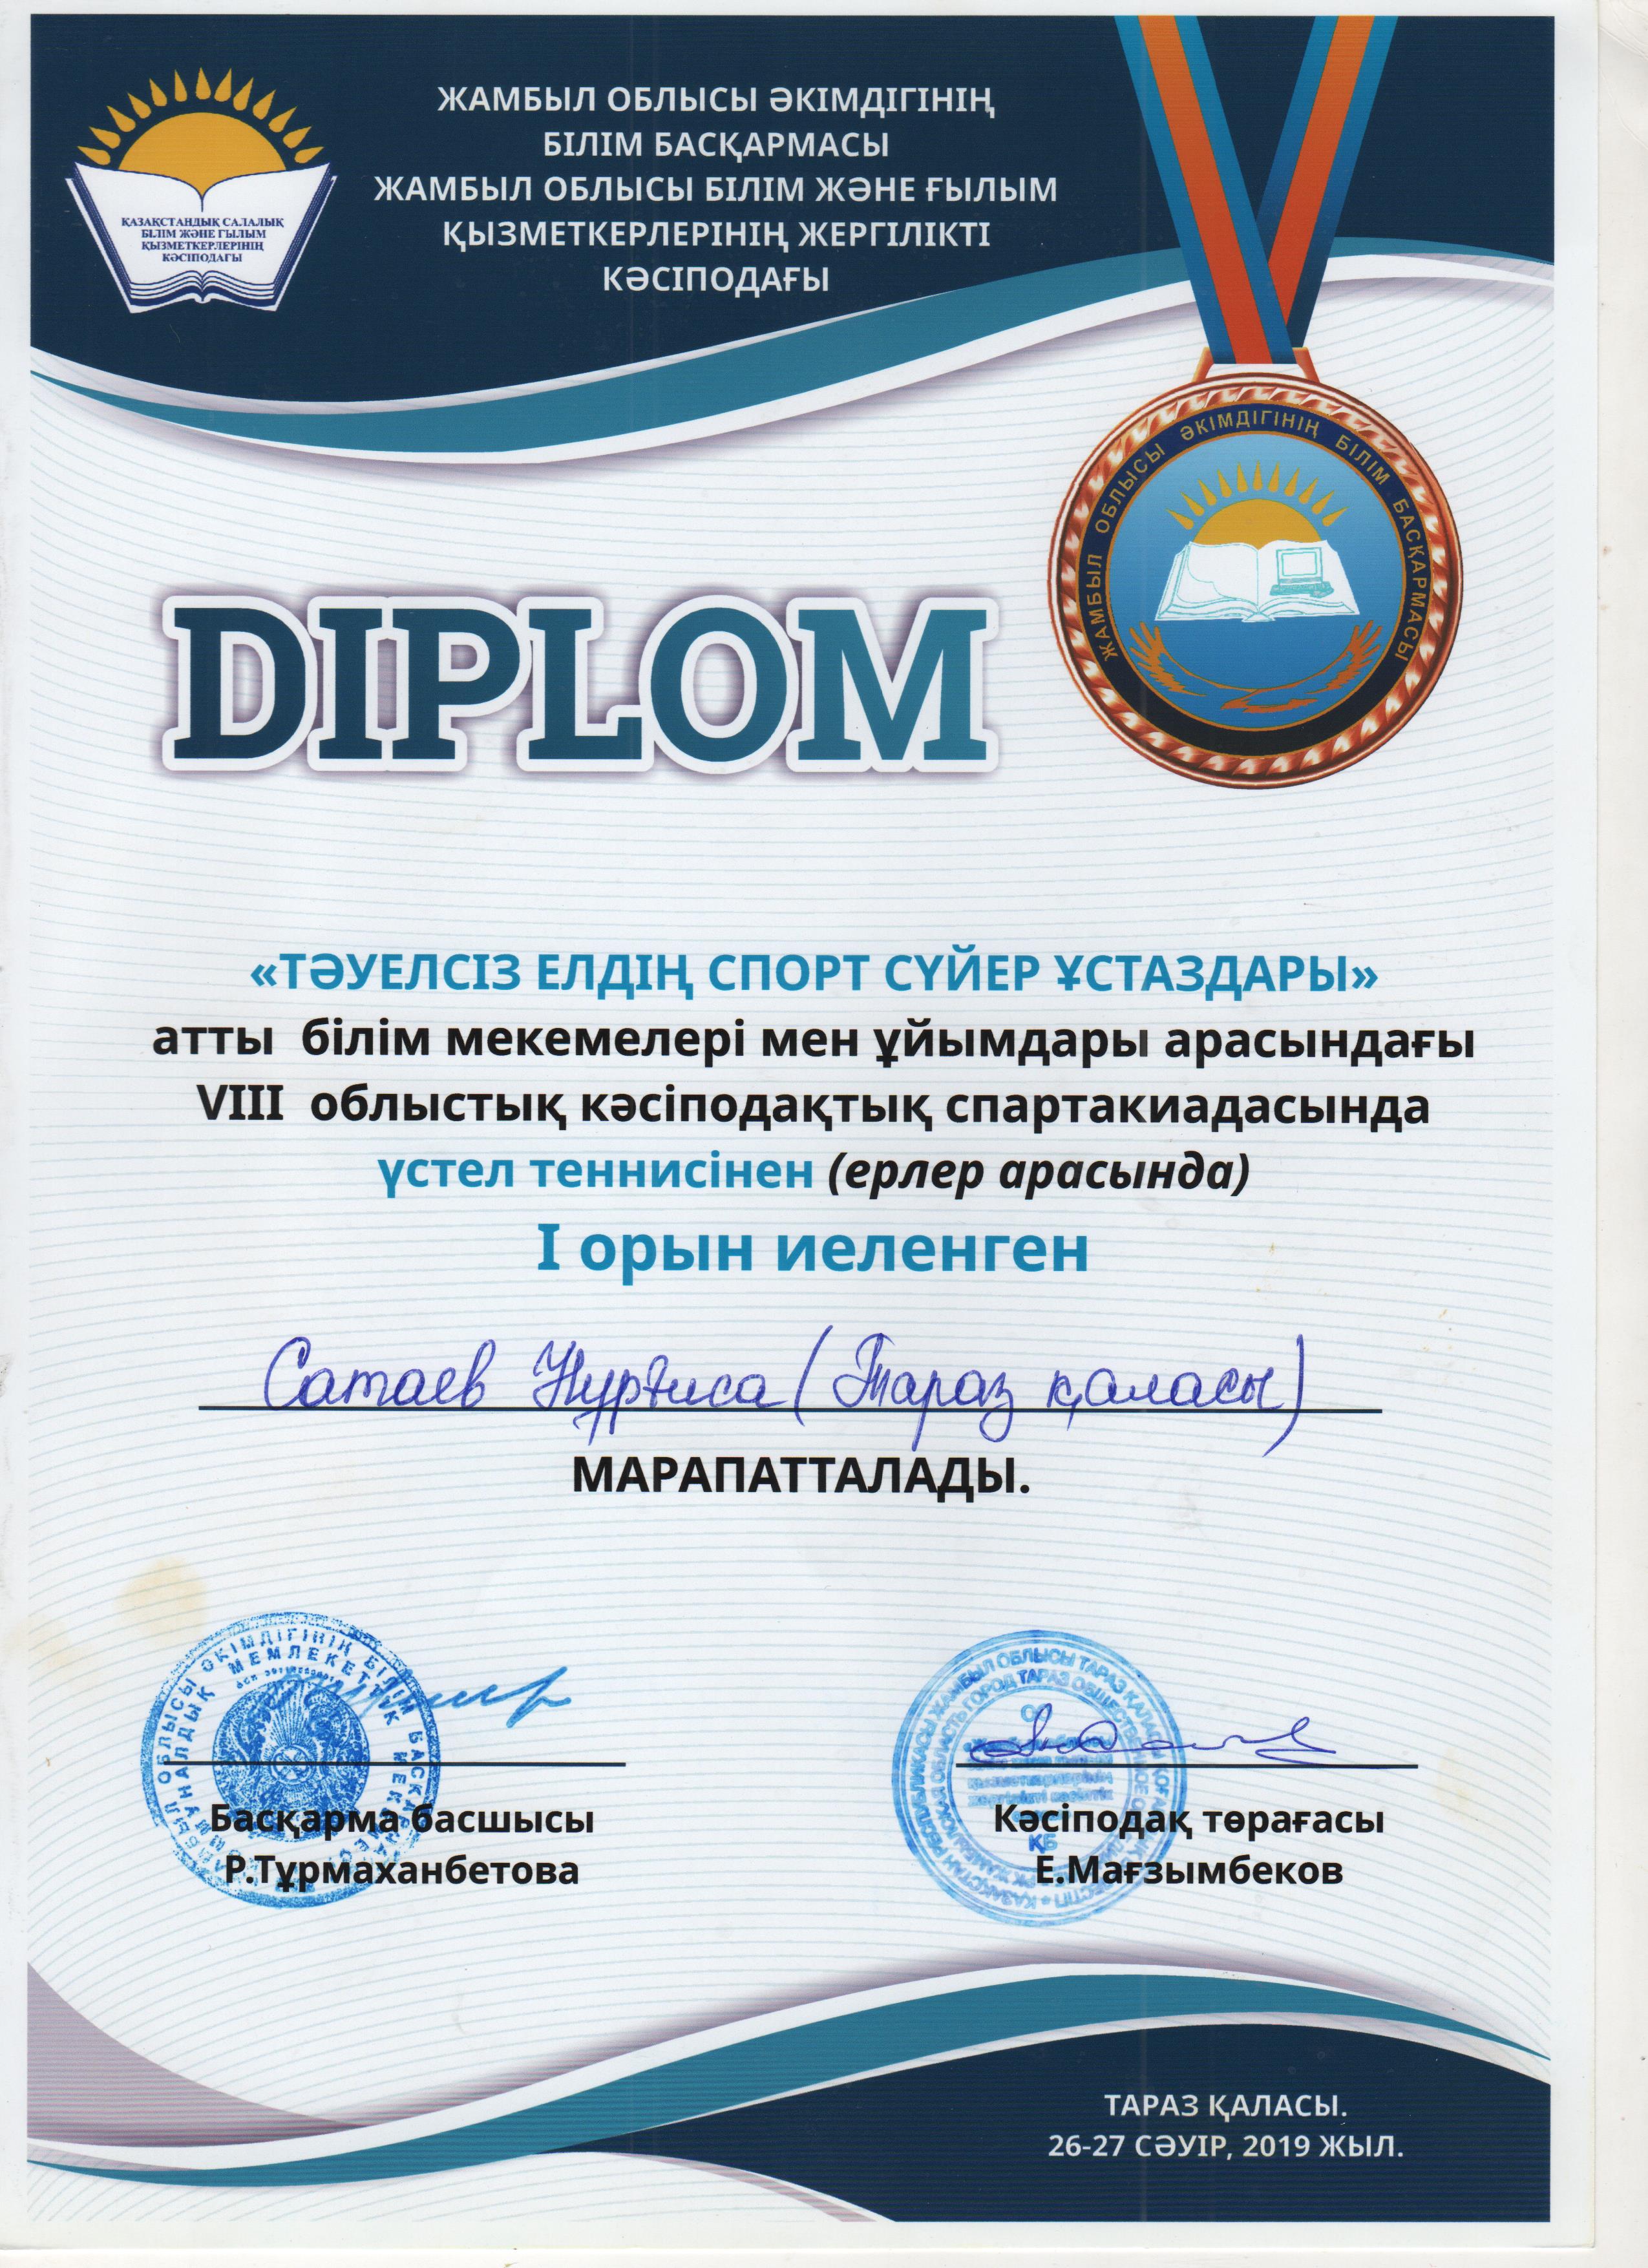 ЖАМБЫЛ ОБЛЫСЫ ӘКІМДІГІНІҢ
БІЛІМ БАСҚАРМАСЫ
ЖАМБЫЛ ОБЛЫСЫ БІЛІМ ЖӘНЕ ҒЫЛЫМ
ҚЫЗМЕТКЕРЛЕРІНІҢ ЖЕРГІЛІКТІ
КӘСІПОДАҒЫ
ҚАЗАҚСТАНДЫҚ САЛАЛЫҚ
БІЛІМ ЖӘНЕ ҒЫЛЫМ
ҚЫЗМЕТКЕРЛЕРІНІҢ
КӘСІПОДАҒЫ
ЖАМБЫЛ ОБЛЫСЫ ӘКІМДІГІНІҢ БІЛІМ БАСҚАРМАСЫ
DIPLOM
«ТӘУЕЛСІЗ ЕЛДІҢ СПОРТ СҮЙЕР ҰСТАЗДАРЫ»
атты білім мекемелері мен ұйымдары арасындағы
VIII облыстық кәсіподақтық спартакиадасында
үстел теннисінен (ерлер арасында)
I орын иеленген
Сатаев Нұрғиса (Тараз қаласы)
МАРАПАТТАЛАДЫ.
Басқарма басшысы
Р.Тұрмаханбетова
Кәсіподақ төрағасы
Е.Мағзымбеков
ТАРАЗ ҚАЛАСЫ.
26-27 СӘУІР, 2019 ЖЫЛ.